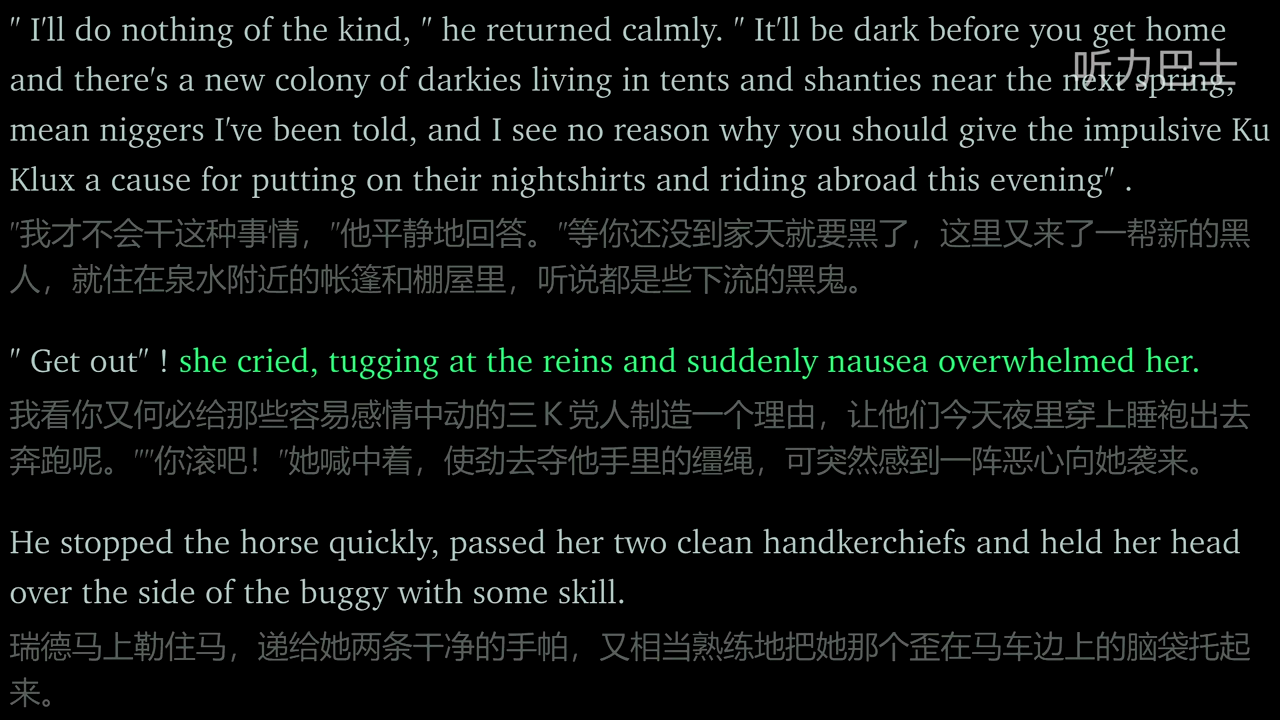 " I'll do nothing of the kind, " he returned calmly. " It'll be dark before you get home
and there's a new colony of darkies living in tents and shanties near the next spring,
mean niggers I've been told, and I see no reason why you should give the impulsive Ku
Klux a cause for putting on their nightshirts and riding abroad this evening" .
听力巴士
"我才不会干这种事情，"他平静地回答。"等你还没到家天就要黑了，这里又来了一帮新的黑
人，就住在泉水附近的帐篷和棚屋里，听说都是些下流的黑鬼。
" Get out" ! she cried, tugging at the reins and suddenly nausea overwhelmed her.
我看你又何必给那些容易感情中动的三Ｋ党人制造一个理由，让他们今天夜里穿上睡袍出去
奔跑呢。""你滚吧！"她喊中着，使劲去夺他手里的缰绳，可突然感到一阵恶心向她袭来。
He stopped the horse quickly, passed her two clean handkerchiefs and held her head
over the side of the buggy with some skill.
瑞德马上勒住马，递给她两条干净的手帕，又相当熟练地把她那个歪在马车边上的脑袋托起
来。